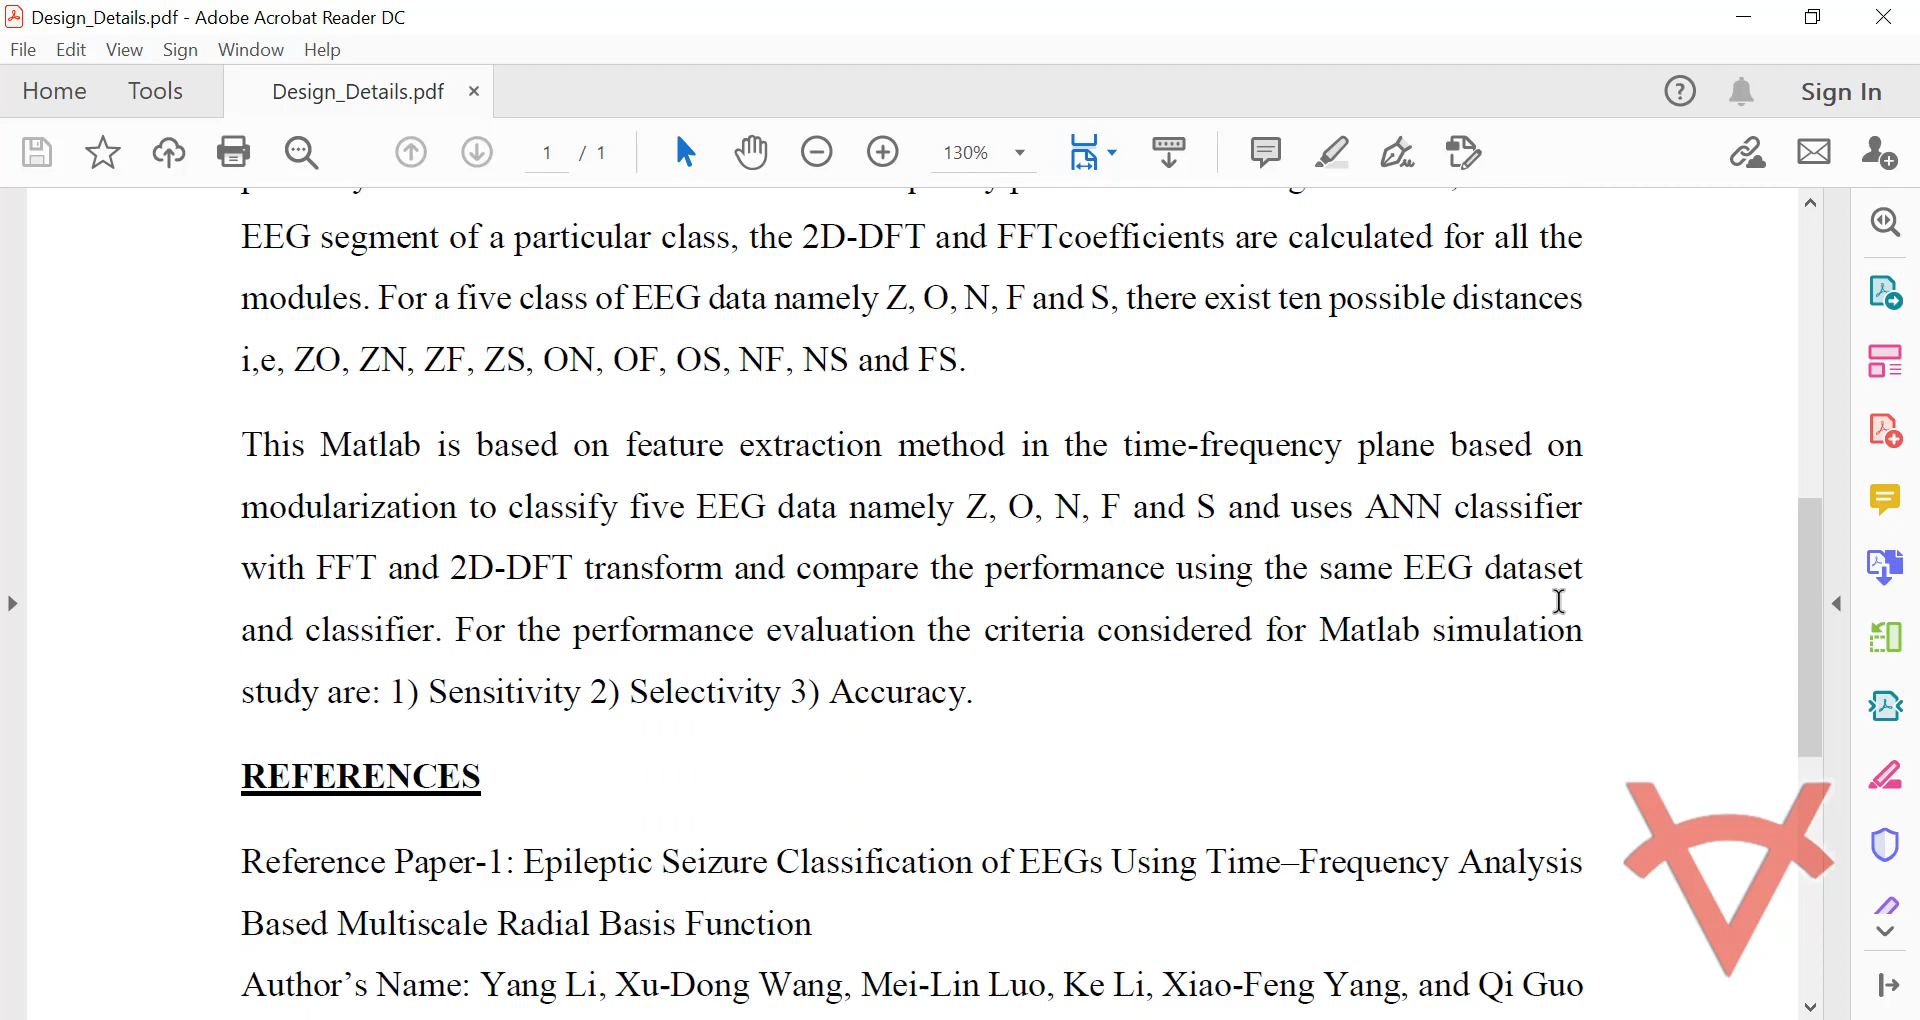 Design_Details.pdf - Adobe Acrobat Reader DC
File Edit View Sign Window Help
Home Tools Design_Details.pdf × Sign In
1 / 1 130%
EEG segment of a particular class, the 2D-DFT and FFTcoefficients are calculated for all the
modules. For a five class of EEG data namely Z, O, N, F and S, there exist ten possible distances
i,e, ZO, ZN, ZF, ZS, ON, OF, OS, NF, NS and FS.
This Matlab is based on feature extraction method in the time-frequency plane based on
modularization to classify five EEG data namely Z, O, N, F and S and uses ANN classifier
with FFT and 2D-DFT transform and compare the performance using the same EEG dataset
and classifier. For the performance evaluation the criteria considered for Matlab simulation
study are: 1) Sensitivity 2) Selectivity 3) Accuracy.
REFERENCES
Reference Paper-1: Epileptic Seizure Classification of EEGs Using Time–Frequency Analysis
Based Multiscale Radial Basis Function
Author’s Name: Yang Li, Xu-Dong Wang, Mei-Lin Luo, Ke Li, Xiao-Feng Yang, and Qi Guo